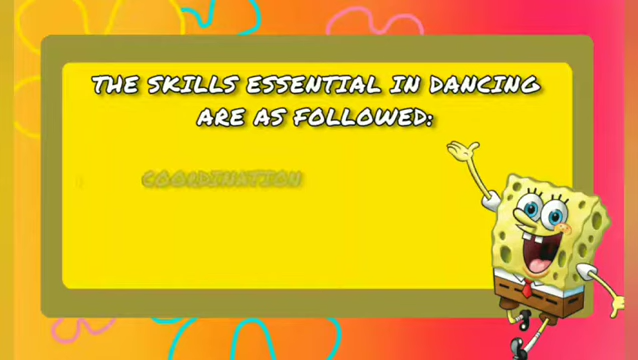 THE SKILLS ESSENTIAL IN DANCING
ARE AS FOLLOWED:
COORDINATION